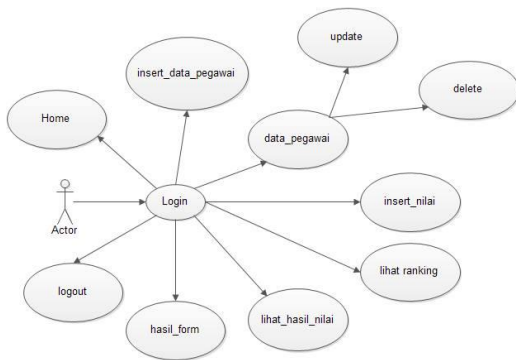 update
insert_data_pegawai
delete
Home
data_pegawai
Login
insert_nilai
Actor
lihat ranking
logout
hasil_form
lihat_hasil_nilai